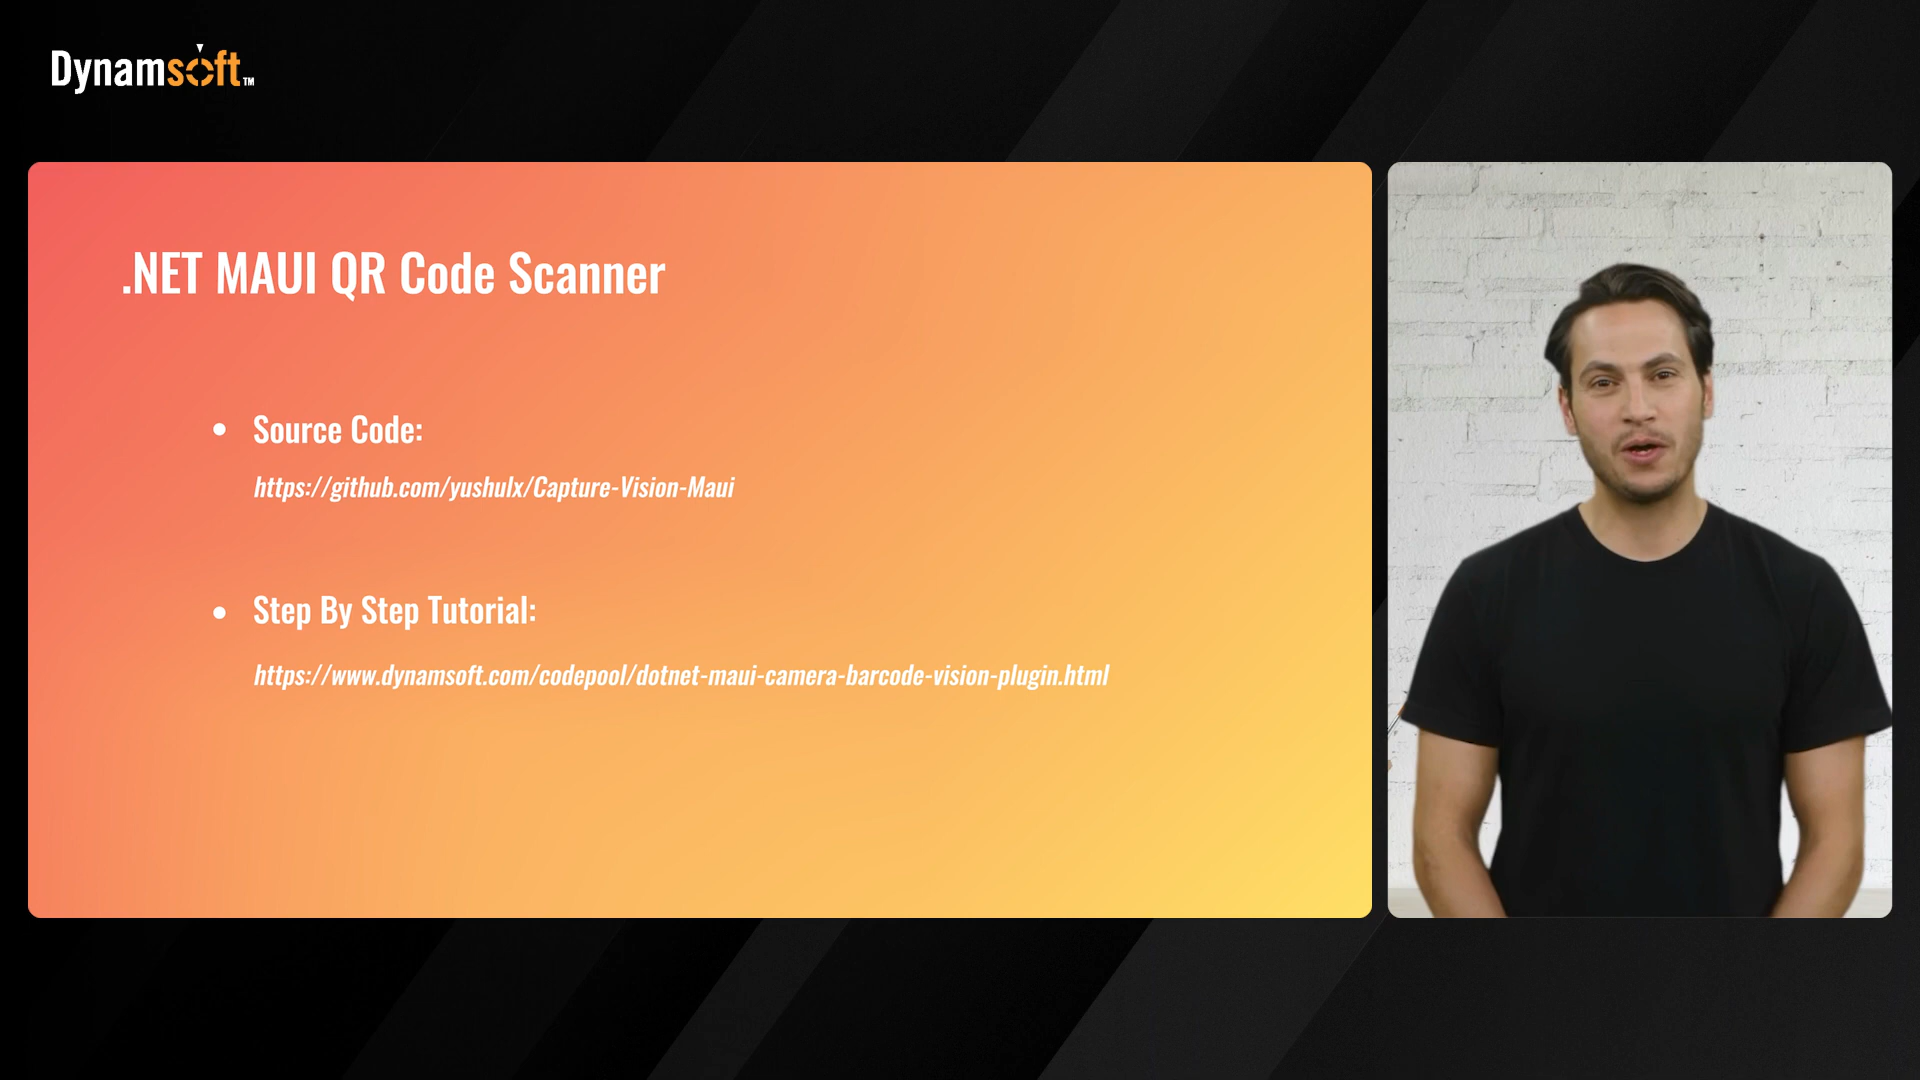 Dynamsoft™
.NET MAUI QR Code Scanner
• Source Code:
https://github.com/yushulx/Capture-Vision-Maui
• Step By Step Tutorial:
https://www.dynamsoft.com/codepool/dotnet-maui-camera-barcode-vision-plugin.html